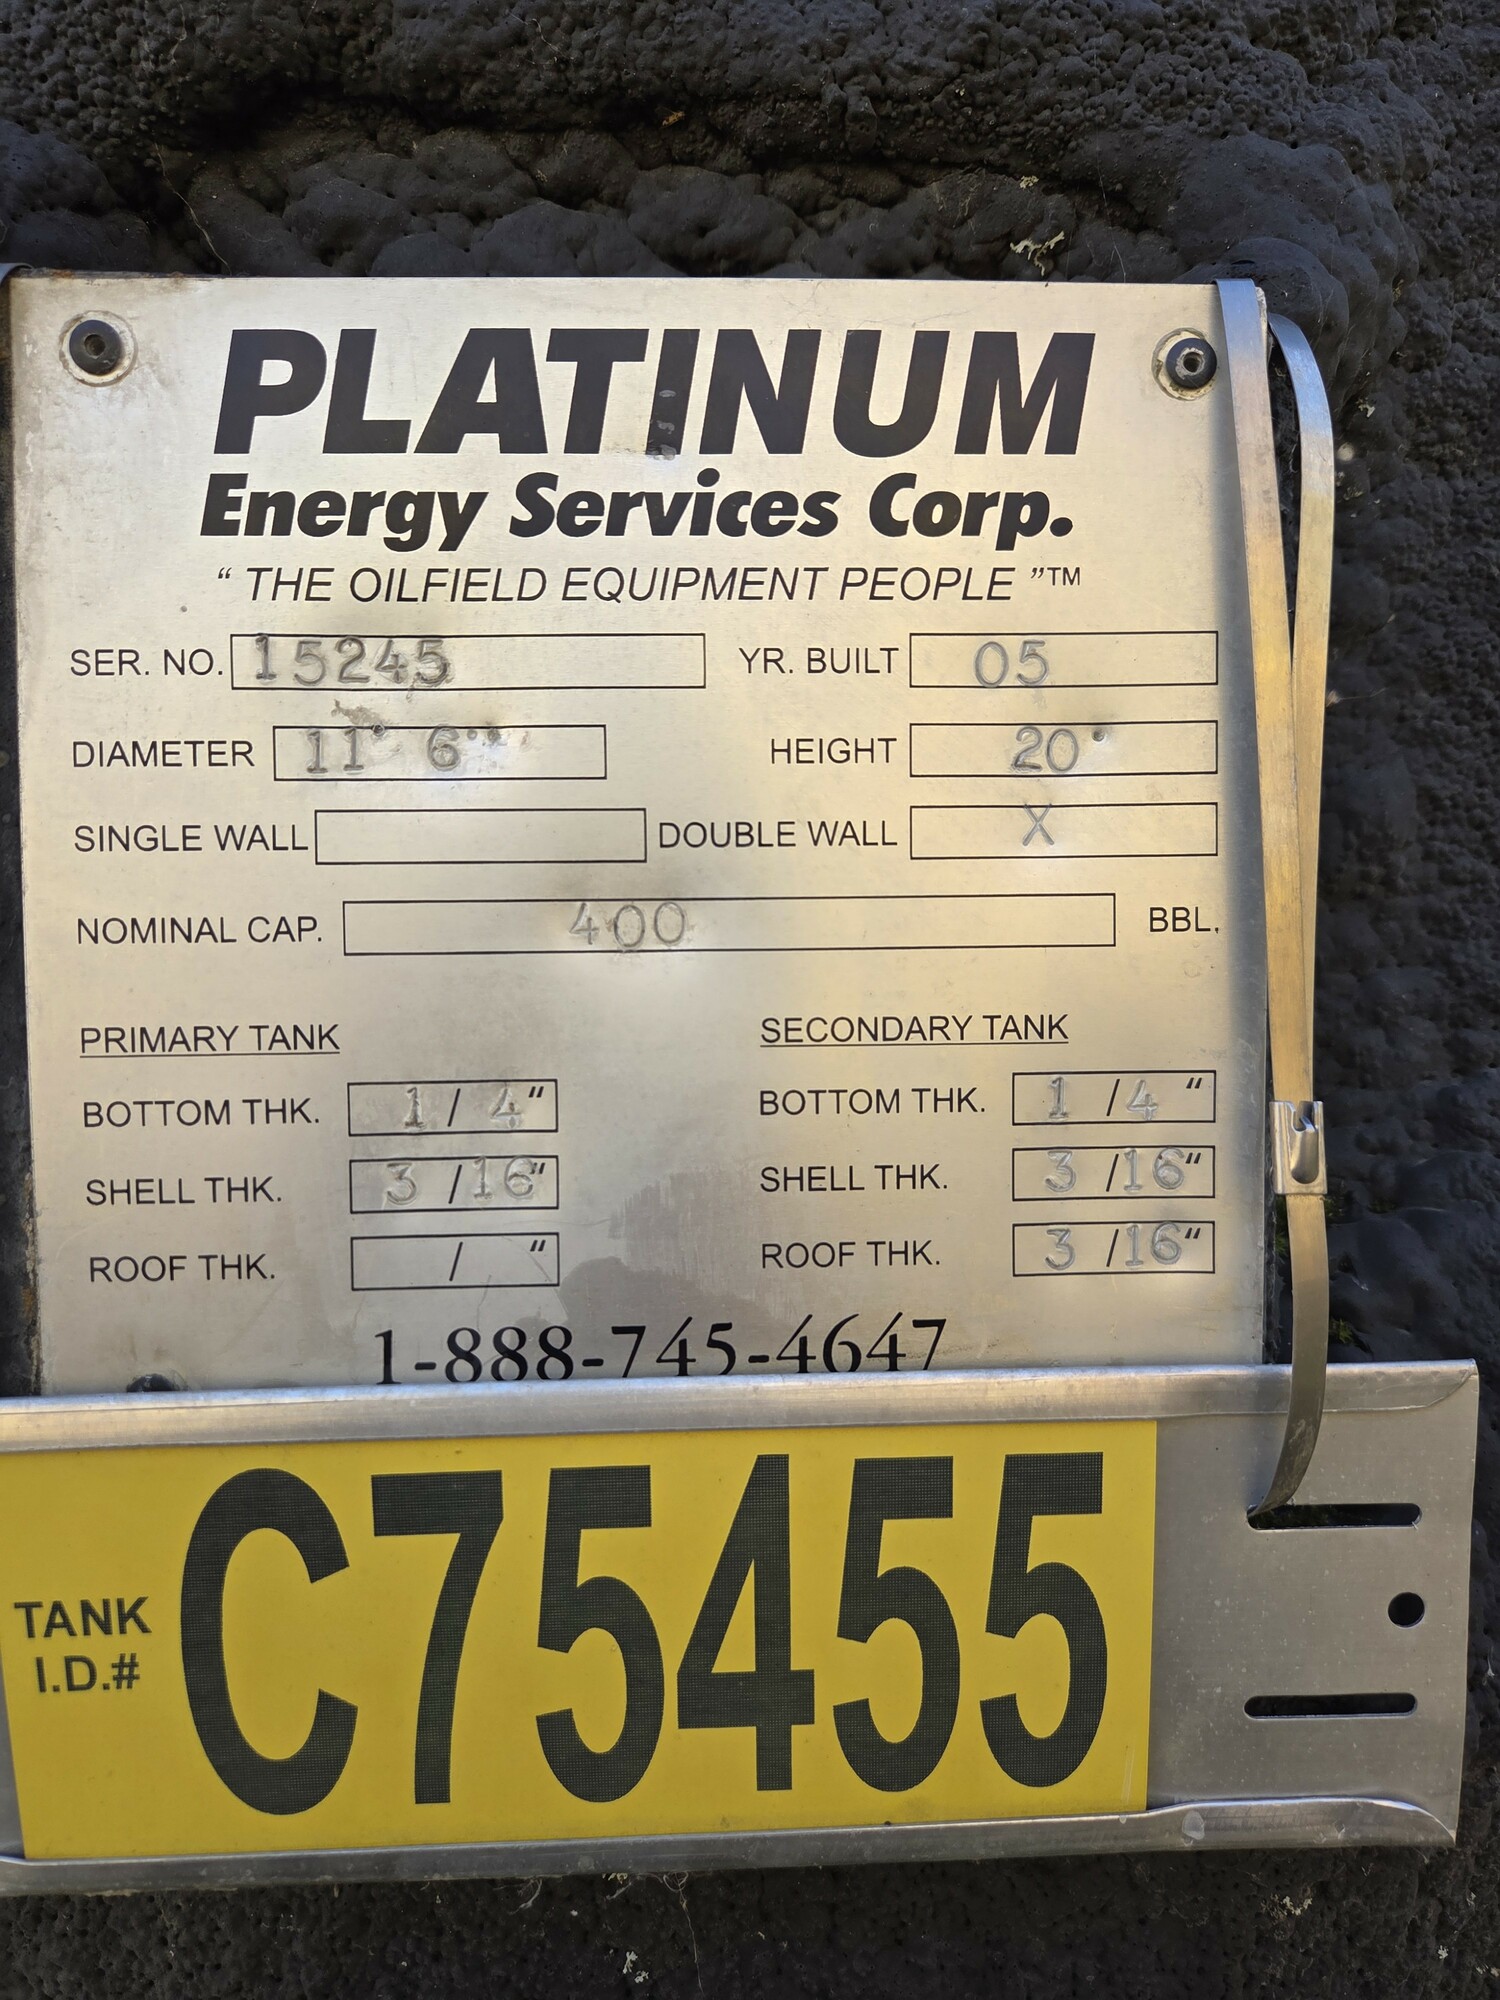 PLATINUM
Energy Services Corp.
“ THE OILFIELD EQUIPMENT PEOPLE ”™
SER. NO. 15245 YR. BUILT 05
DIAMETER 11' 6" HEIGHT 20'
SINGLE WALL DOUBLE WALL X
NOMINAL CAP. 400 BBL.
PRIMARY TANK SECONDARY TANK
BOTTOM THK. 1/4" BOTTOM THK. 1/4"
SHELL THK. 3/16" SHELL THK. 3/16"
ROOF THK. / " ROOF THK. 3/16"
1-888-745-4647
TANK I.D.# C75455